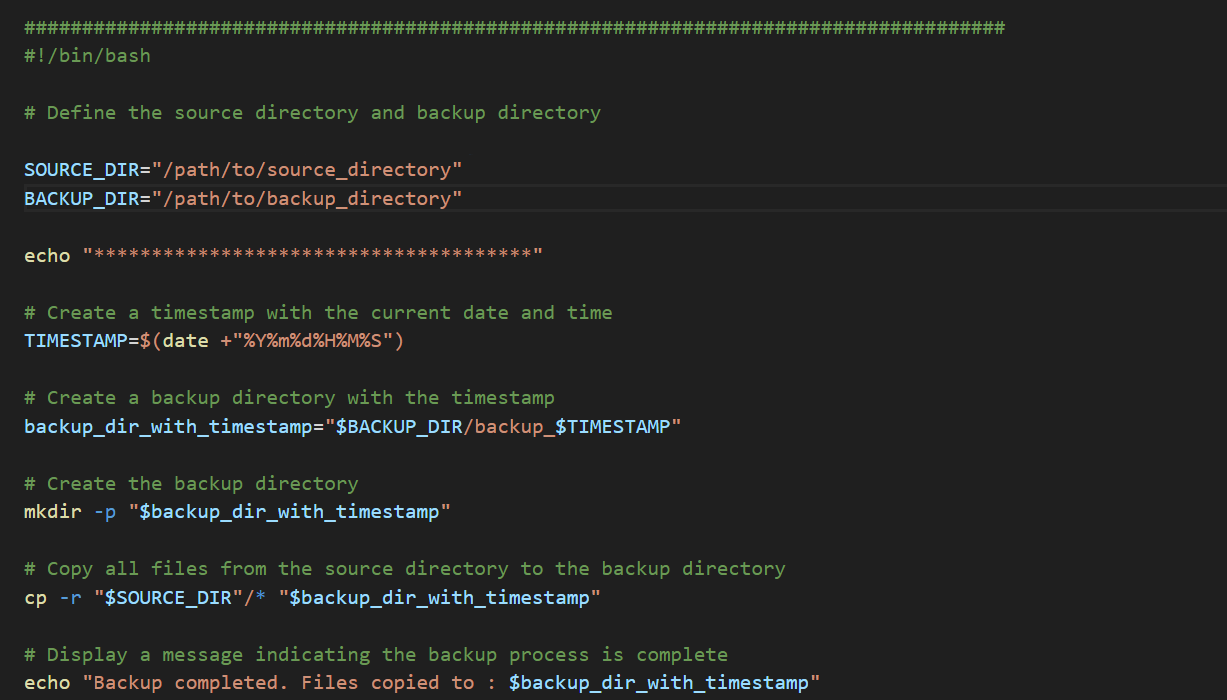 #####################################################################################
#!/bin/bash
# Define the source directory and backup directory
SOURCE_DIR="/path/to/source_directory"
BACKUP_DIR="/path/to/backup_directory"
echo "**************************************"
# Create a timestamp with the current date and time
TIMESTAMP=$(date +"%Y%m%d%H%M%S")
# Create a backup directory with the timestamp
backup_dir_with_timestamp="$BACKUP_DIR/backup_$TIMESTAMP"
# Create the backup directory
mkdir -p "$backup_dir_with_timestamp"
# Copy all files from the source directory to the backup directory
cp -r "$SOURCE_DIR"/* "$backup_dir_with_timestamp"
# Display a message indicating the backup process is complete
echo "Backup completed. Files copied to : $backup_dir_with_timestamp"